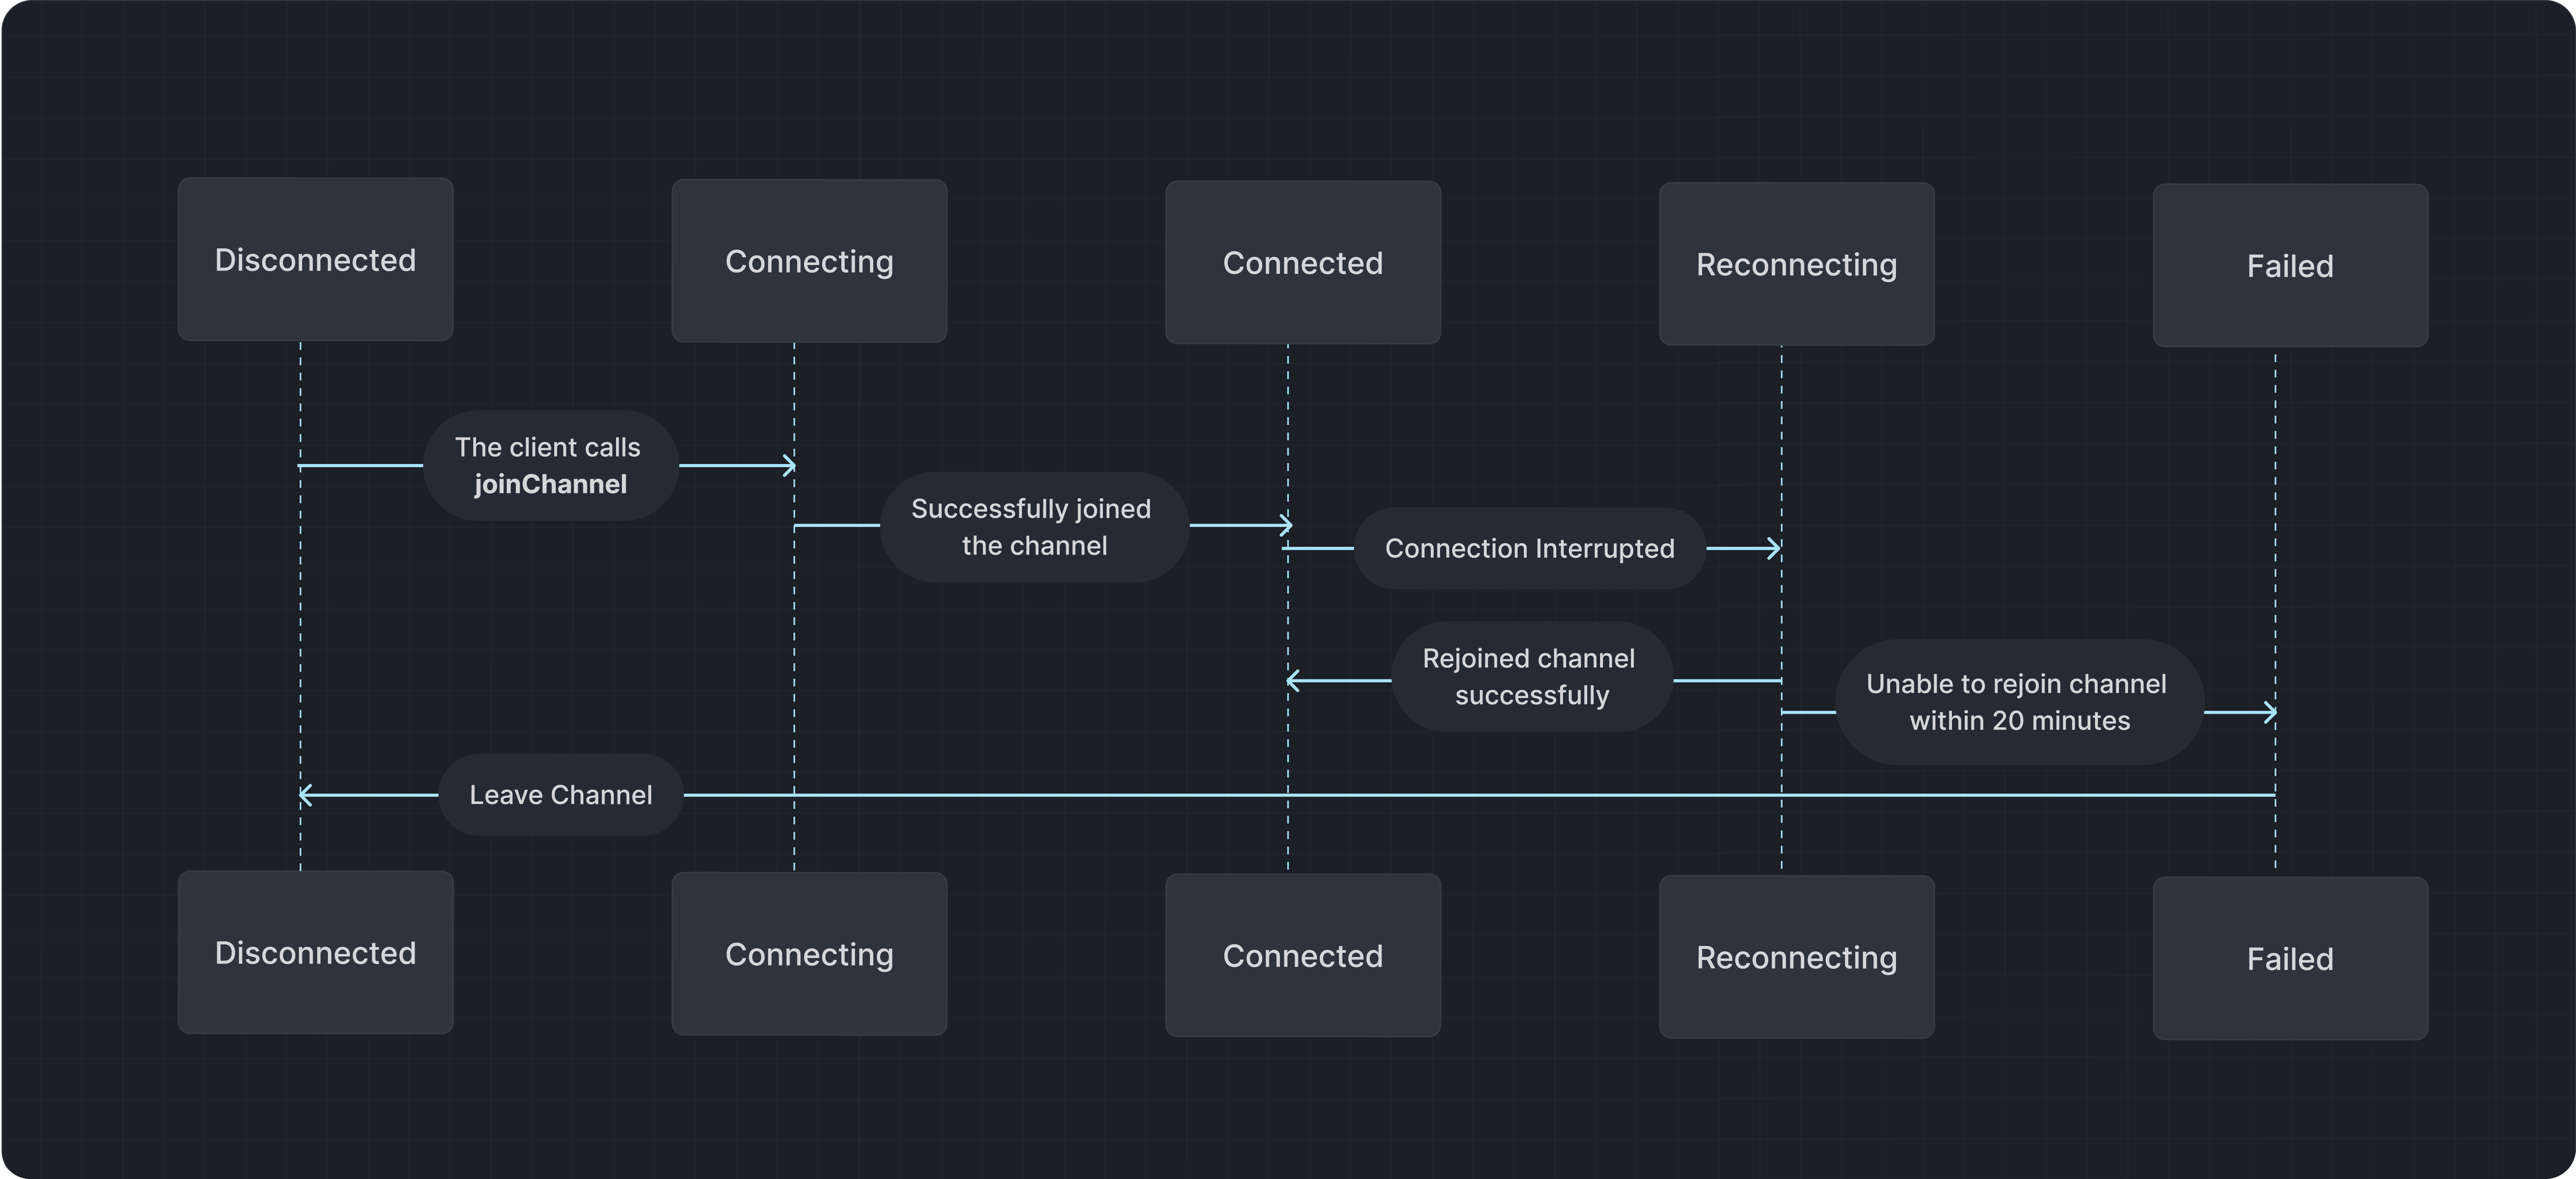 Disconnected
Connecting
Connected
Reconnecting
Failed
The client calls
joinChannel
Successfully joined
the channel
Connection Interrupted
Rejoined channel
successfully
Unable to rejoin channel
within 20 minutes
Leave Channel
Disconnected
Connecting
Connected
Reconnecting
Failed